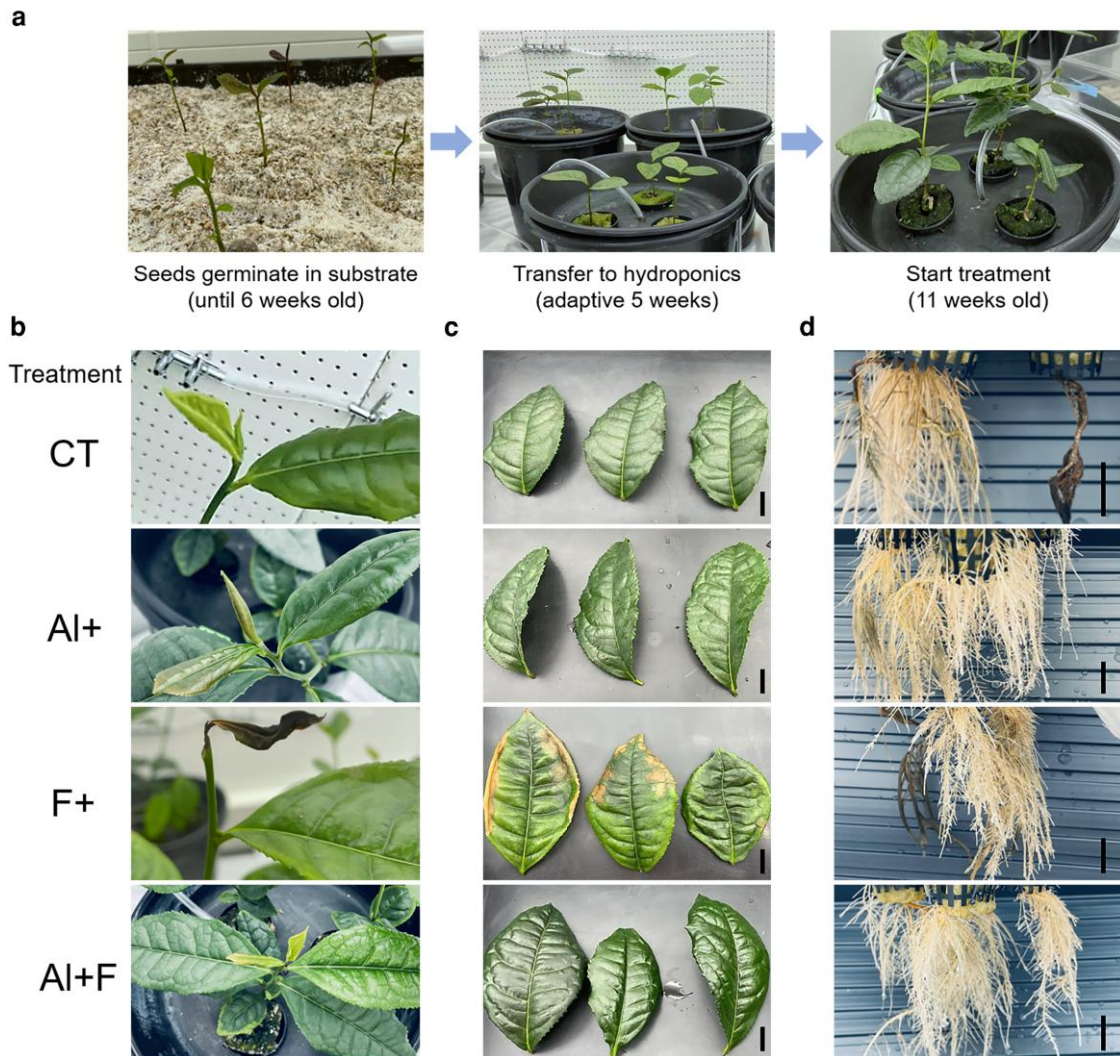 a
Seeds germinate in substrate
(until 6 weeks old)
Transfer to hydroponics
(adaptive 5 weeks)
Start treatment
(11 weeks old)
b
c
d
Treatment
CT
Al+
F+
Al+F